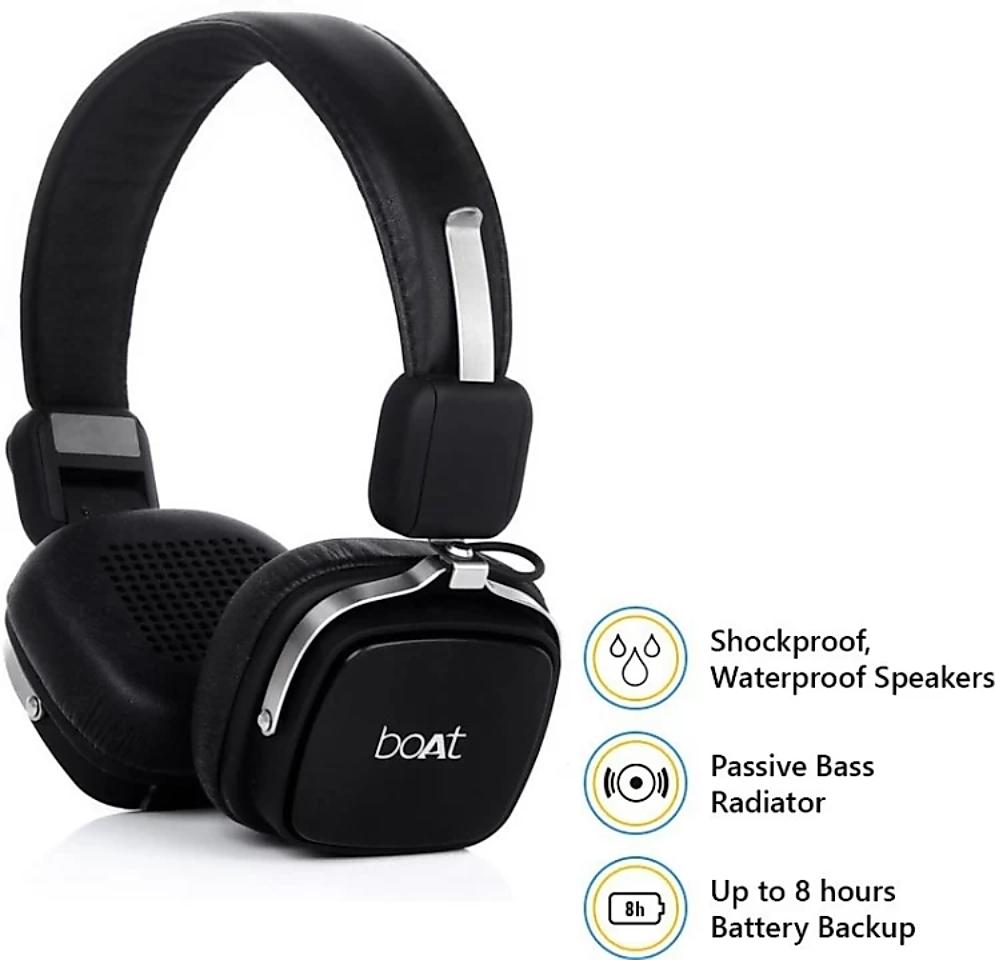 boAt
Shockproof,
Waterproof Speakers
Passive Bass
Radiator
8h
Up to 8 hours
Battery Backup